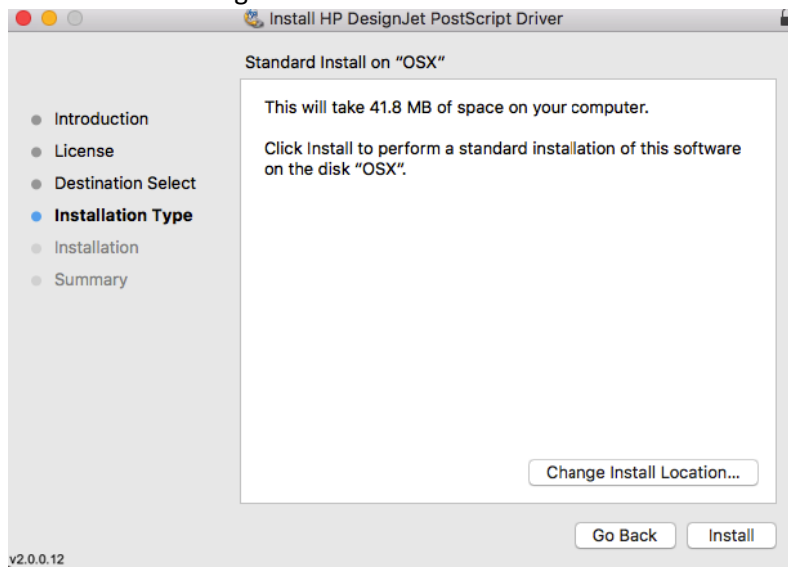 Install HP DesignJet PostScript Driver
Standard Install on “OSX”
Introduction
License
Destination Select
Installation Type
Installation
Summary
This will take 41.8 MB of space on your computer.
Click Install to perform a standard installation of this software
on the disk “OSX”.
Change Install Location...
Go Back
Install
v2.0.0.12